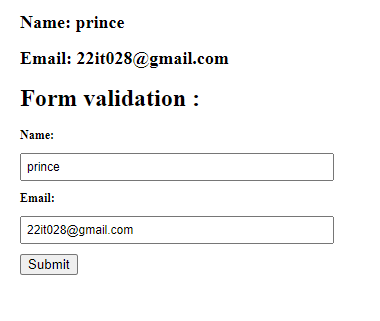 Name: prince
Email: 22it028@gmail.com
Form validation :
Name:
prince
Email:
22it028@gmail.com
Submit